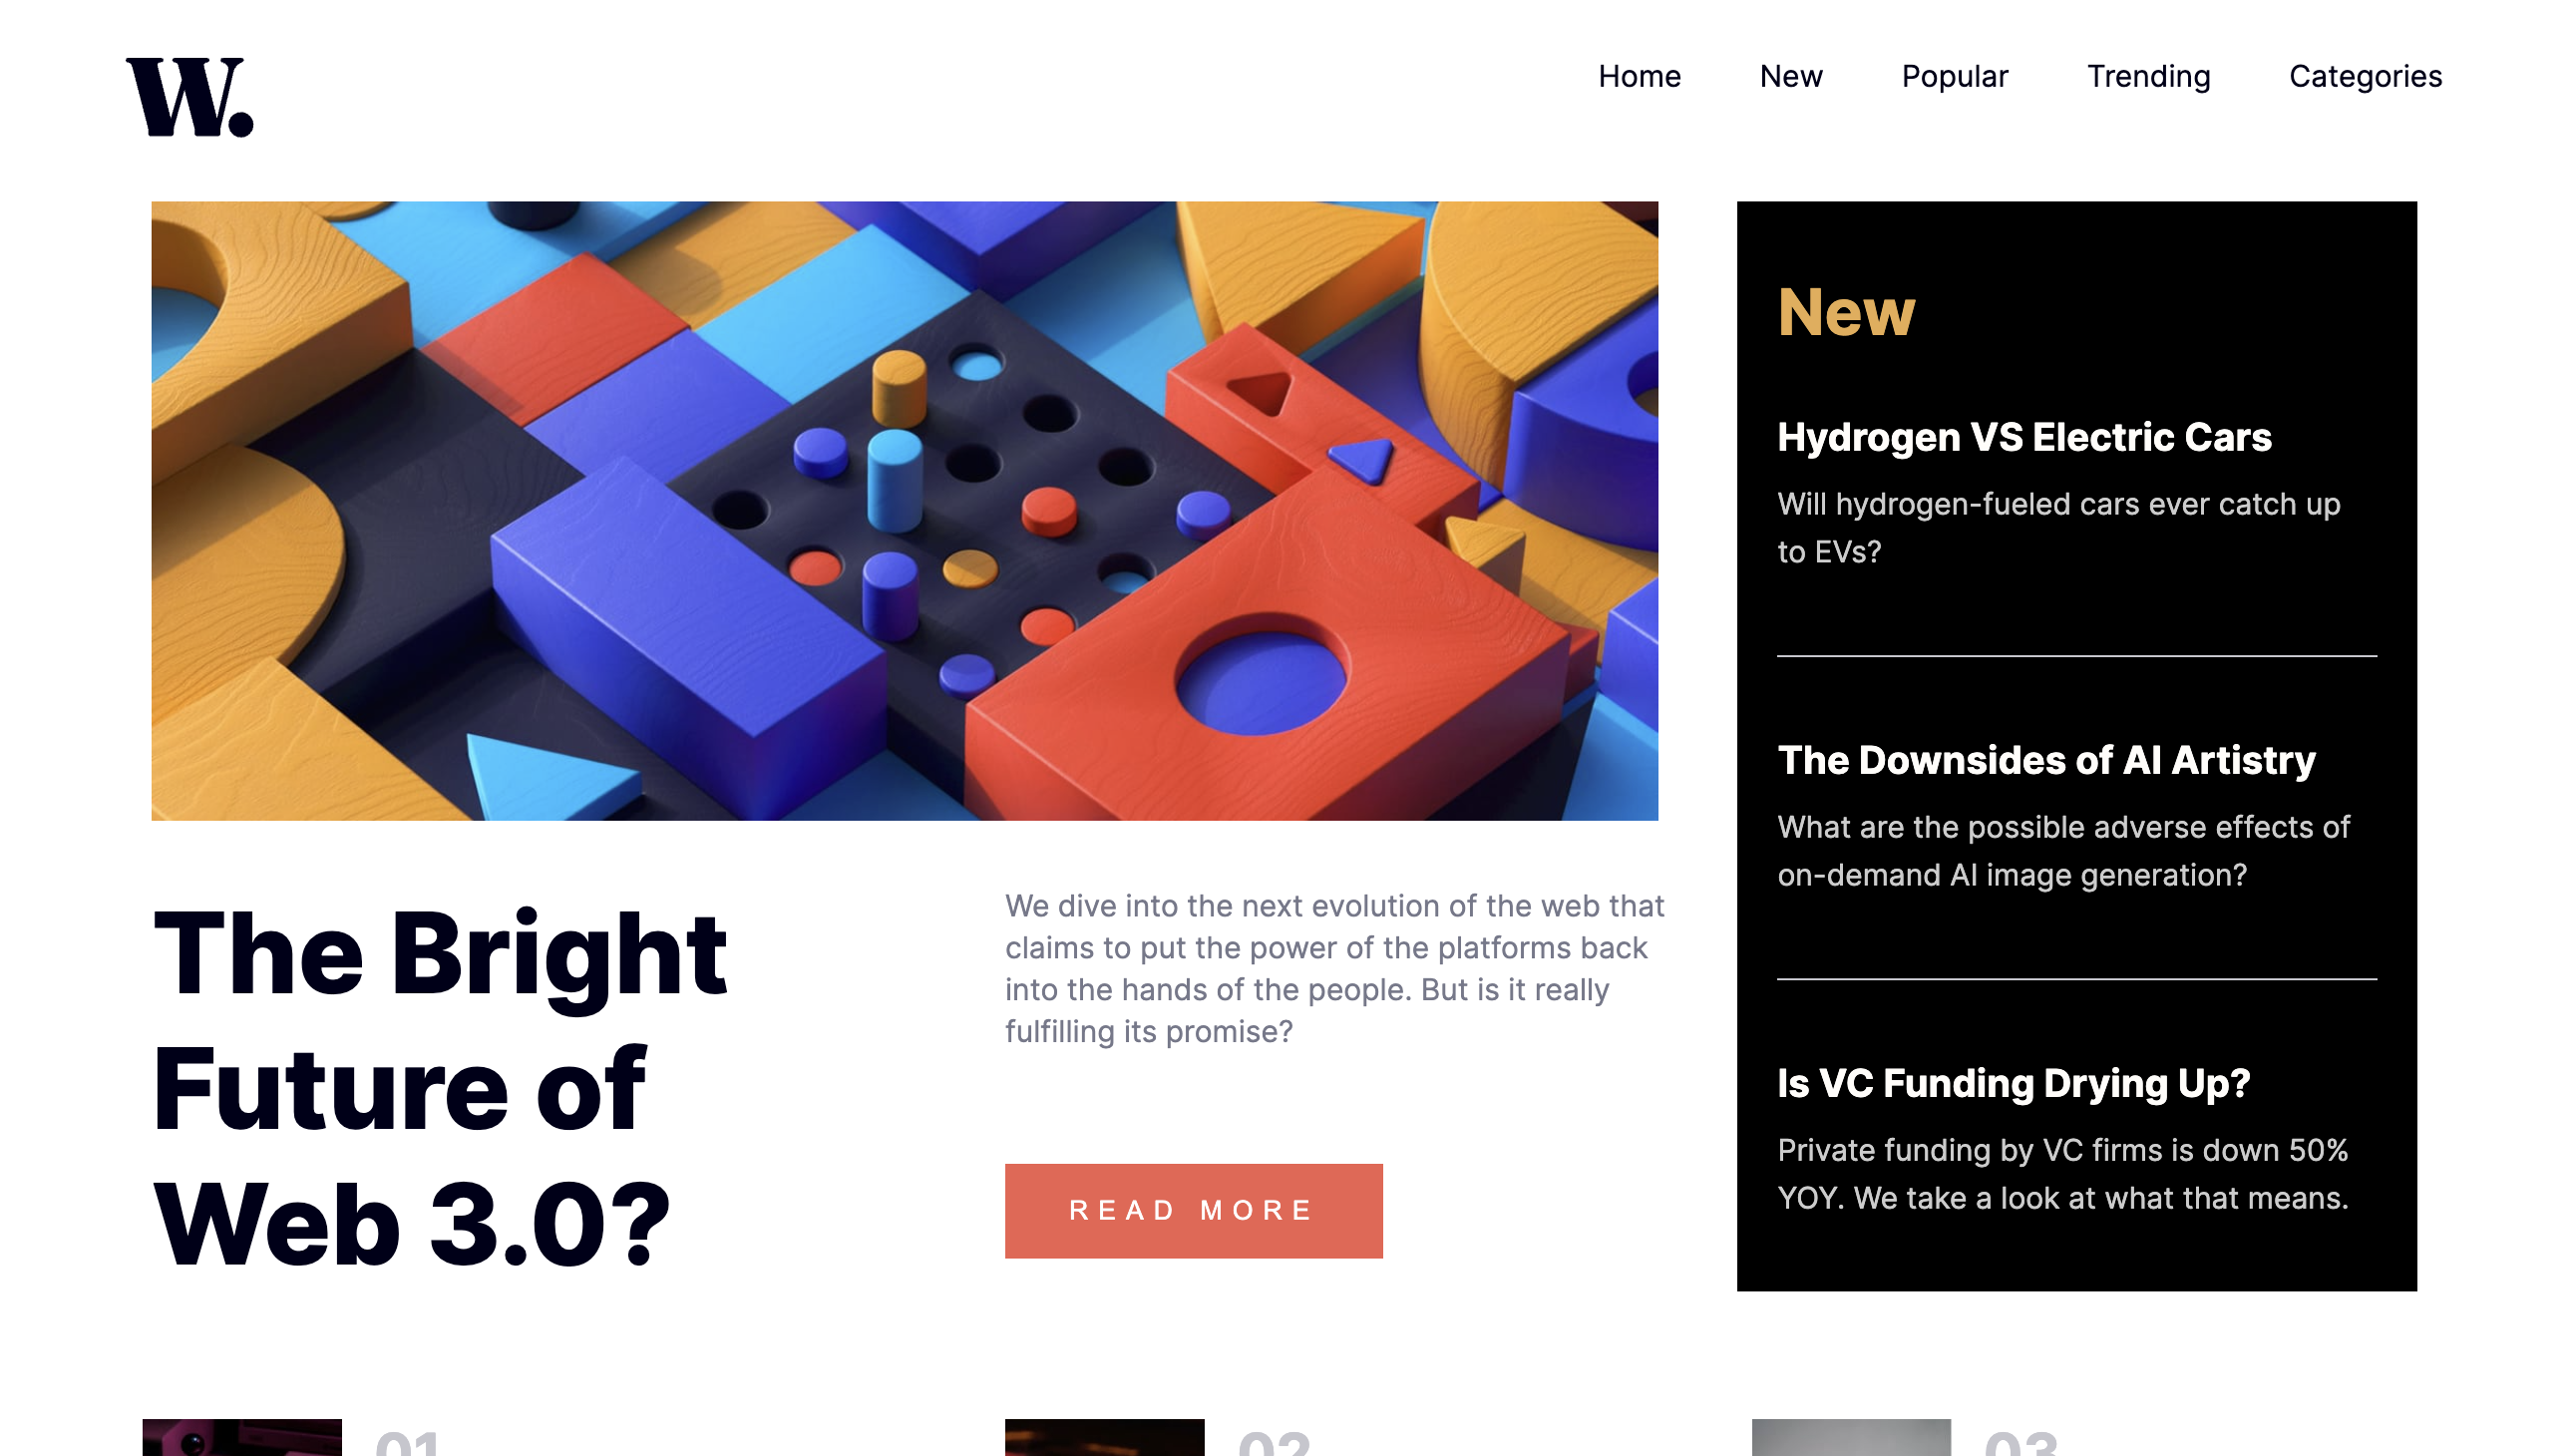 W.
Home New Popular Trending Categories
New
Hydrogen VS Electric Cars
Will hydrogen-fueled cars ever catch up
to EVs?
The Downsides of AI Artistry
What are the possible adverse effects of
on-demand AI image generation?
Is VC Funding Drying Up?
Private funding by VC firms is down 50%
YOY. We take a look at what that means.
The Bright
Future of
Web 3.0?
We dive into the next evolution of the web that
claims to put the power of the platforms back
into the hands of the people. But is it really
fulfilling its promise?
READ MORE
01
02
03